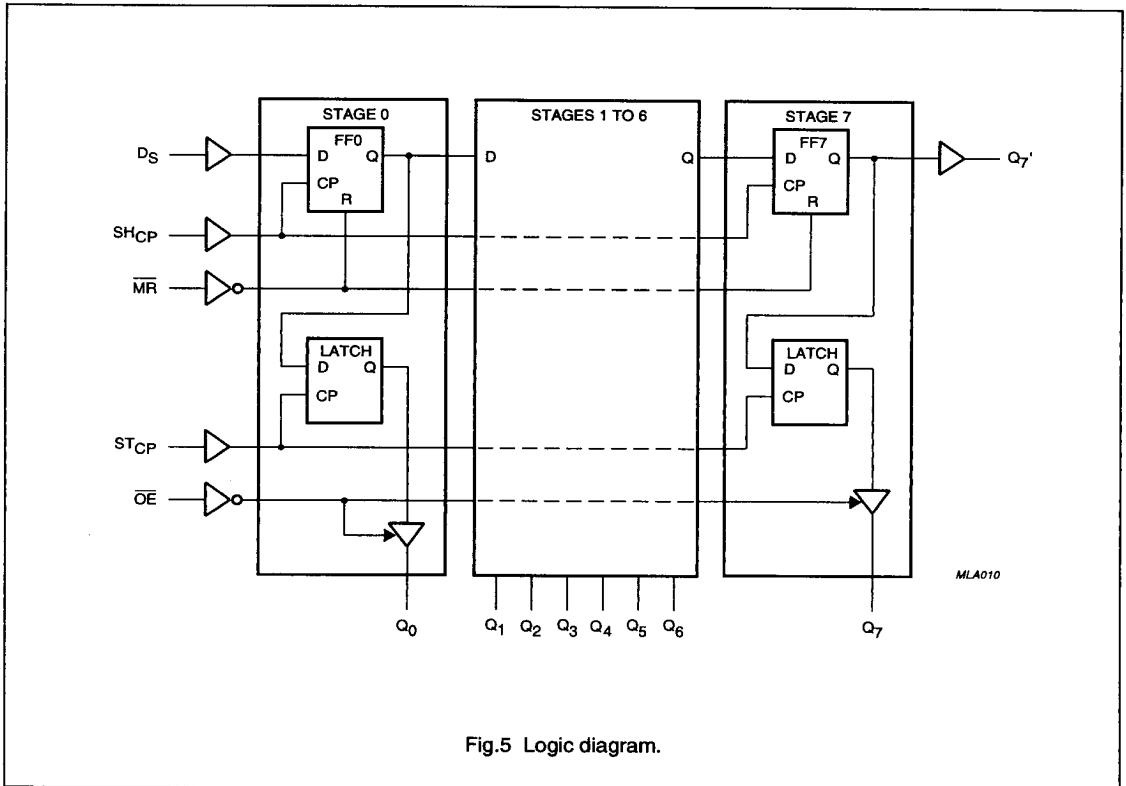 STAGE 0
STAGES 1 TO 6
STAGE 7
FF0
FF7
DS
D Q
D
Q
D Q
Q7'
CP
CP
R
R
SHCP
MR
LATCH
LATCH
D Q
D Q
CP
CP
STCP
OE
MLA010
Q0
Q1 Q2 Q3 Q4 Q5 Q6
Q7
Fig.5 Logic diagram.